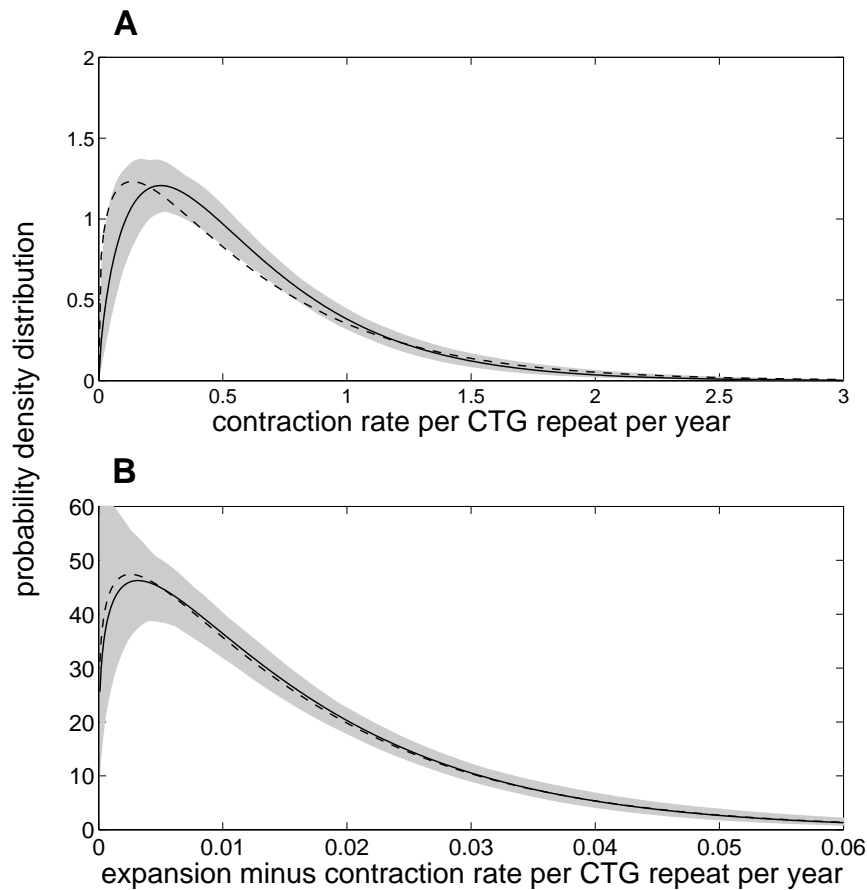 A
2
1.5
1
0.5
0
0 0.5 1 1.5 2 2.5 3
contraction rate per CTG repeat per year
probability density distribution
B
60
50
40
30
20
10
0
0 0.01 0.02 0.03 0.04 0.05 0.06
expansion minus contraction rate per CTG repeat per year